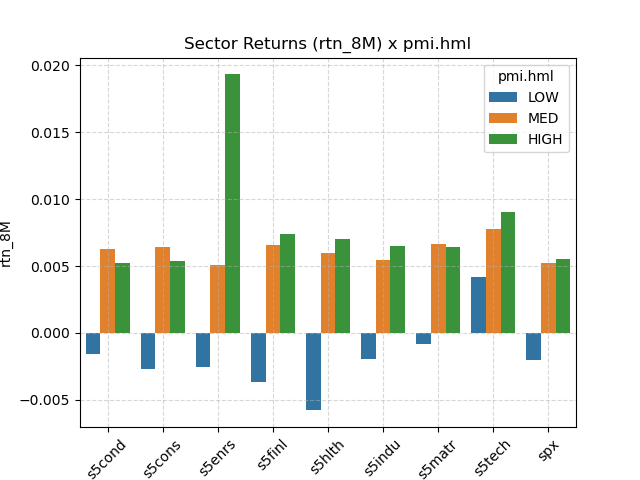 Sector Returns (rtn_8M) x pmi.hml
pmi.hml
LOW
MED
HIGH
rtn_8M
0.020
0.015
0.010
0.005
0.000
−0.005
s5cond
s5cons
s5enrs
s5finl
s5hlth
s5indu
s5matr
s5tech
spx